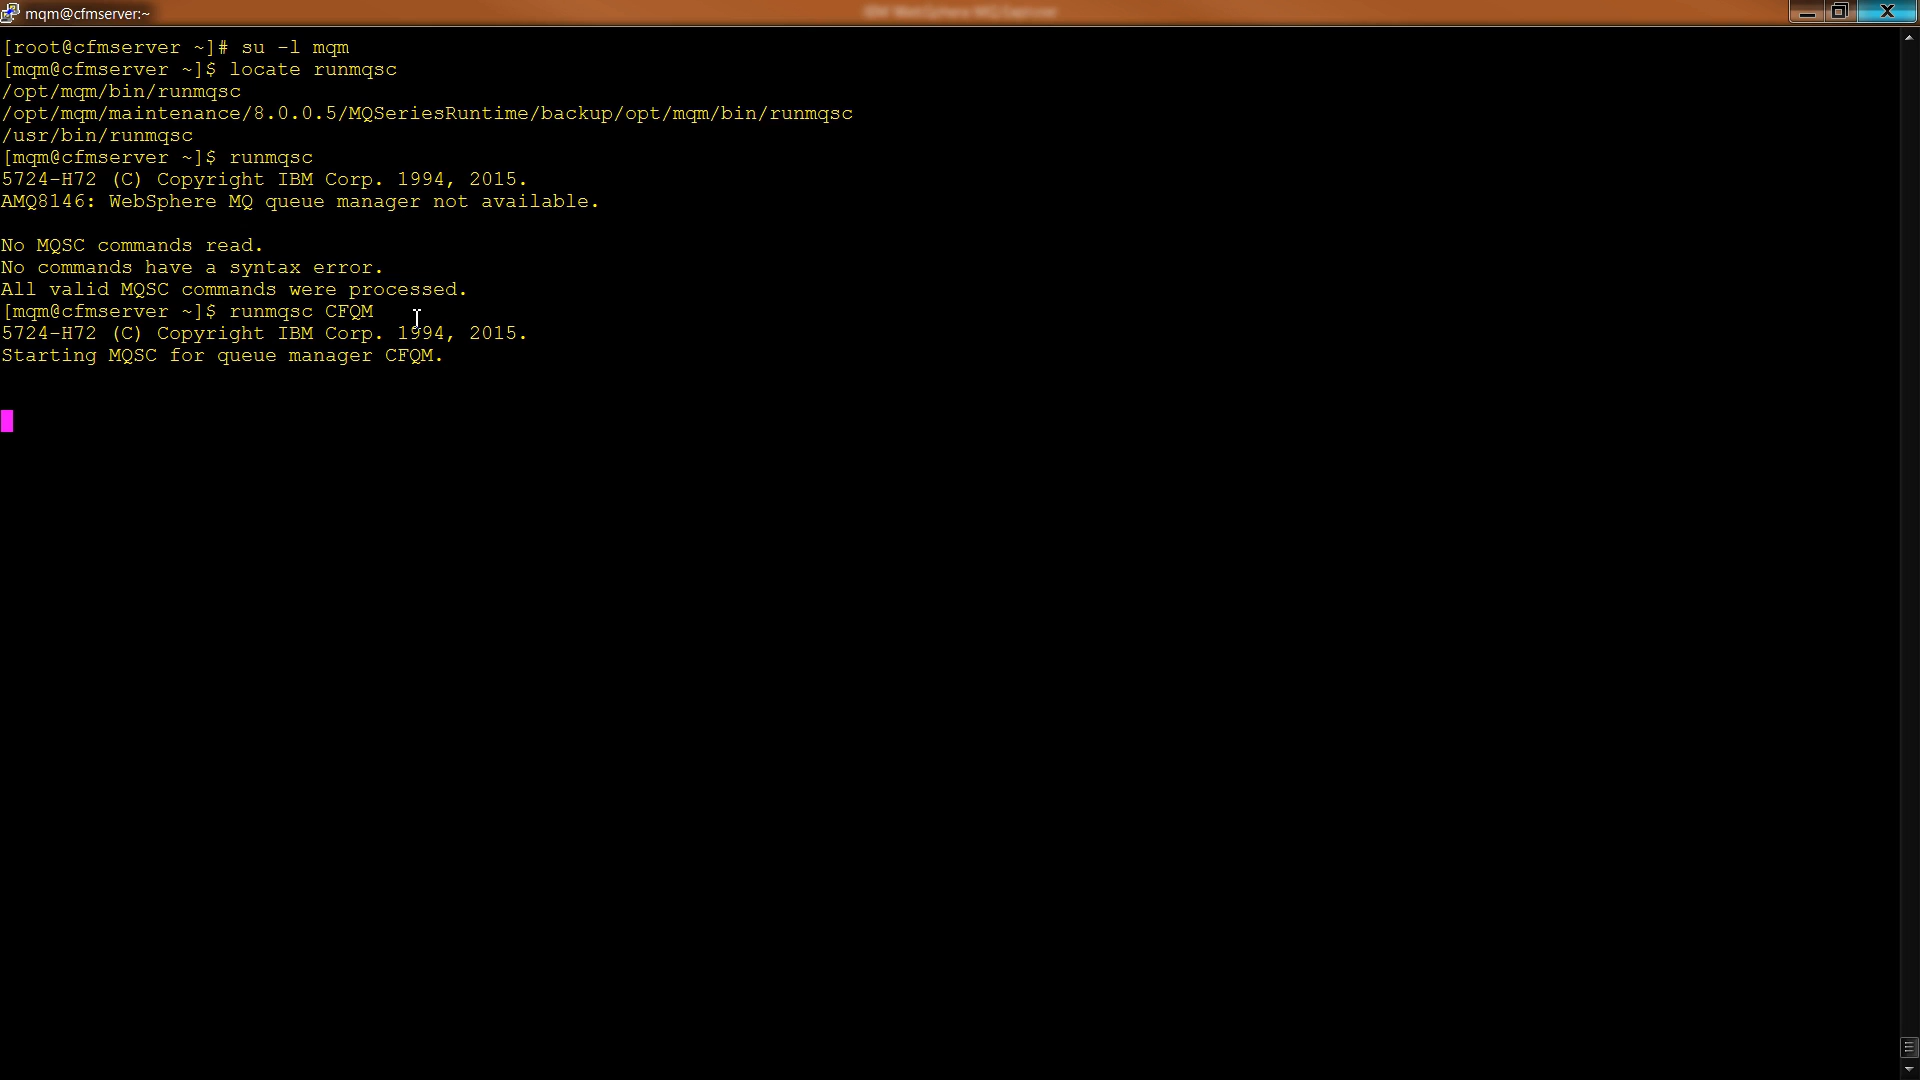 mqm@cfmserver:~
IBM WebSphere MQ Explorer
[root@cfmserver ~]# su -l mqm
[mqm@cfmserver ~]$ locate runmqsc
/opt/mqm/bin/runmqsc
/opt/mqm/maintenance/8.0.0.5/MQSeriesRuntime/backup/opt/mqm/bin/runmqsc
/usr/bin/runmqsc
[mqm@cfmserver ~]$ runmqsc
5724-H72 (C) Copyright IBM Corp. 1994, 2015.
AMQ8146: WebSphere MQ queue manager not available.
No MQSC commands read.
No commands have a syntax error.
All valid MQSC commands were processed.
[mqm@cfmserver ~]$ runmqsc CFQM
5724-H72 (C) Copyright IBM Corp. 1994, 2015.
Starting MQSC for queue manager CFQM.